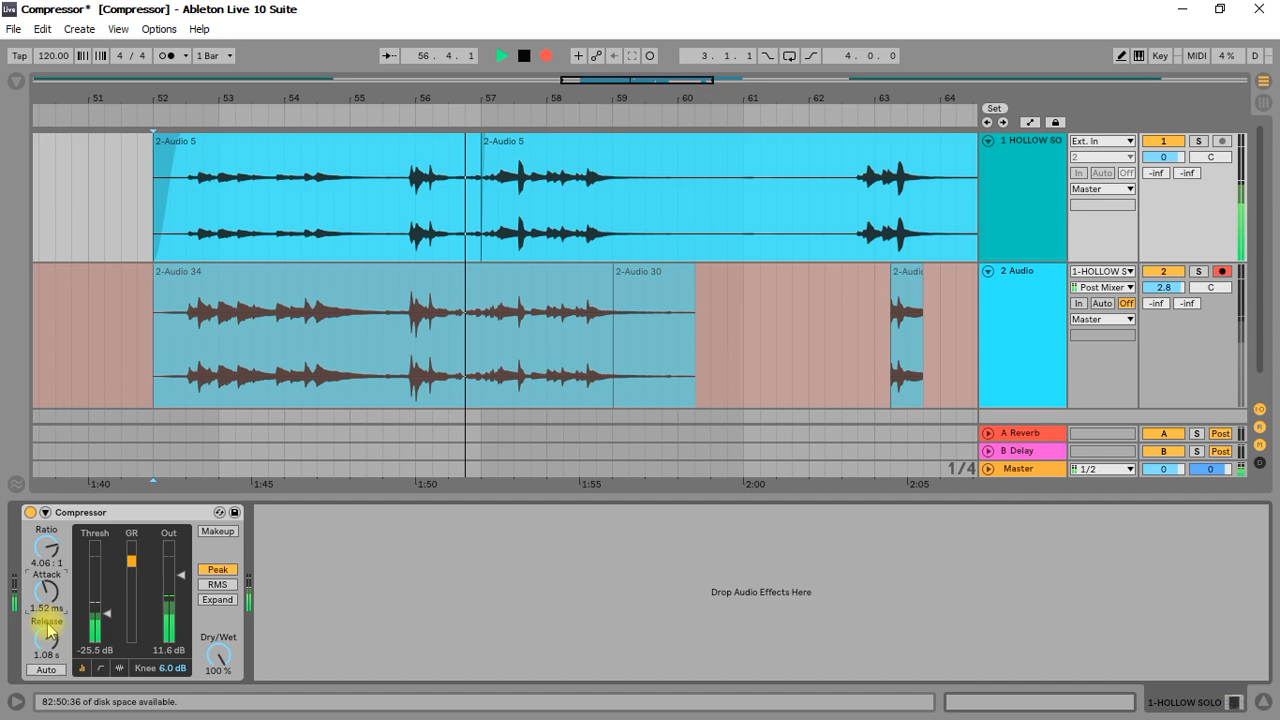 Live Compressor* [Compressor] - Ableton Live 10 Suite
File Edit Create View Options Help
Tap 120.00 4 / 4 1 Bar 56. 4. 1 3. 1. 1 4. 0. 0 Key MIDI 4 % D
51 52 53 54 55 56 57 58 59 60 61 62 63 64
Set
2-Audio 5 2-Audio 5
1 HOLLOW SO Ext. In 1 S
2 0 C
In Auto Off -inf -inf
Master
2-Audio 34 2-Audio 30 2-Audic
2 Audio 1-HOLLOW S 2 S
Post Mixer 2.8 C
In Auto Off -inf -inf
Master
A Reverb A S Post
B Delay B S Post
1/4 Master 1/2 0 0
1:40 1:45 1:50 1:55 2:00 2:05
I-O
R
M
D
Compressor
Ratio
4.06 : 1
Attack
1.52 ms
Release
1.08 s
Auto
Thresh GR Out
-25.5 dB 11.6 dB
Knee 6.0 dB
Makeup
Peak
RMS
Expand
Dry/Wet
100 %
Drop Audio Effects Here
82:50:36 of disk space available.
1-HOLLOW SOLO